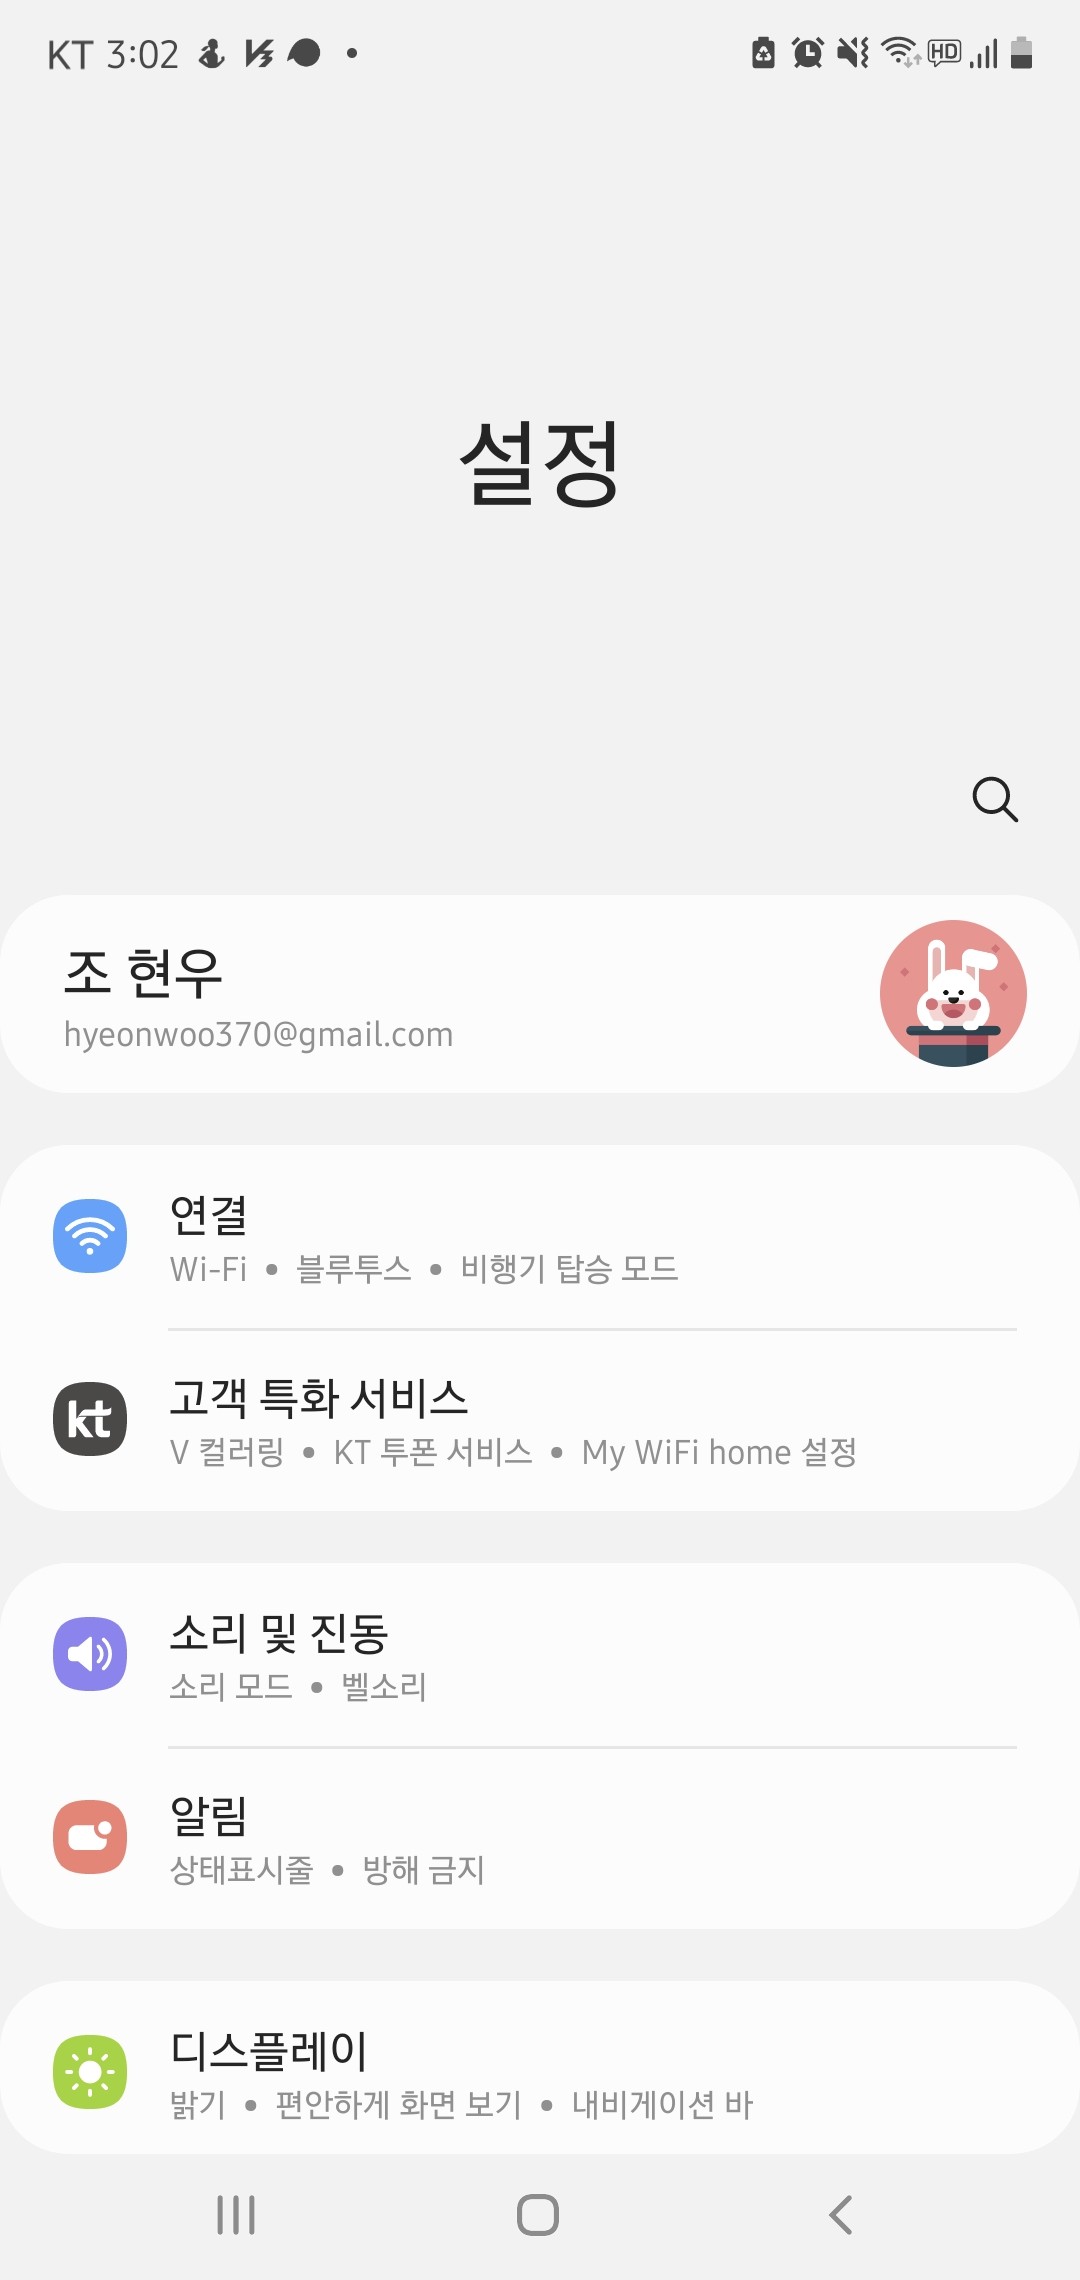 KT 3:02
HD
설정
조 현우
hyeonwoo370@gmail.com
연결
Wi-Fi • 블루투스 • 비행기 탑승 모드
kt
고객 특화 서비스
V 컬러링 • KT 투폰 서비스 • My WiFi home 설정
소리 및 진동
소리 모드 • 벨소리
알림
상태표시줄 • 방해 금지
디스플레이
밝기 • 편안하게 화면 보기 • 내비게이션 바